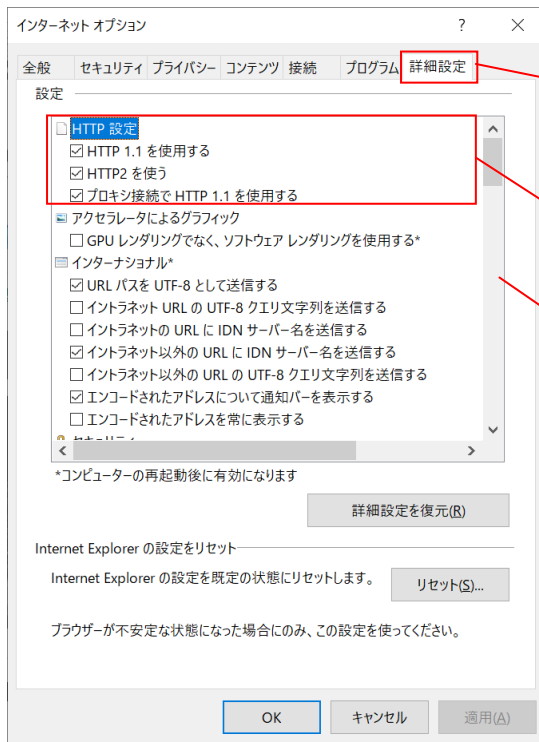 インターネット オプション
全般 セキュリティ プライバシー コンテンツ 接続 プログラム 詳細設定
設定
HTTP 設定
HTTP 1.1 を使用する
HTTP2 を使う
プロキシ接続で HTTP 1.1 を使用する
アクセラレータによるグラフィック
GPU レンダリングでなく、ソフトウェア レンダリングを使用する*
インターナショナル*
URL パスを UTF-8 として送信する
イントラネット URL の UTF-8 クエリ文字列を送信する
イントラネットの URL に IDN サーバー名を送信する
イントラネット以外の URL に IDN サーバー名を送信する
イントラネット以外の URL の UTF-8 クエリ文字列を送信する
エンコードされたアドレスについて通知バーを表示する
エンコードされたアドレスを常に表示する
*コンピューターの再起動後に有効になります
詳細設定を復元(R)
Internet Explorer の設定をリセット
Internet Explorer の設定を既定の状態にリセットします。
リセット(S)...
ブラウザーが不安定な状態になった場合にのみ、この設定を使ってください。
OK キャンセル 適用(A)